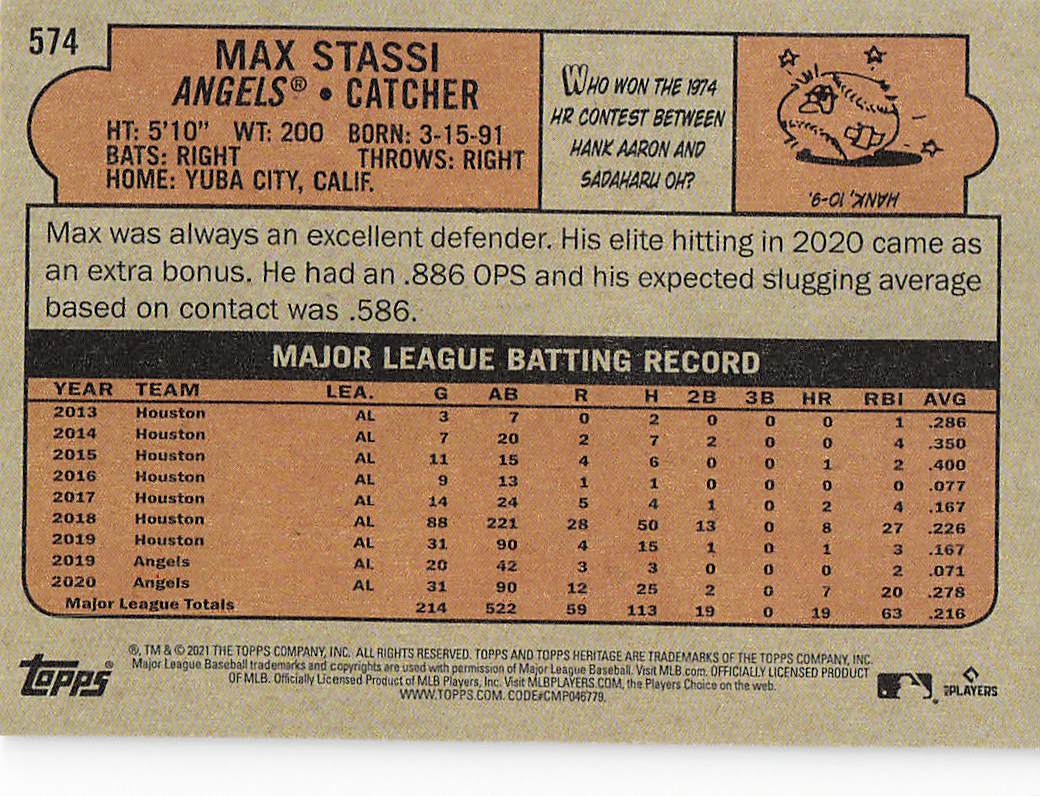 574
MAX STASSI
ANGELS® • CATCHER
HT: 5'10" WT: 200 BORN: 3-15-91
BATS: RIGHT THROWS: RIGHT
HOME: YUBA CITY, CALIF.
WHO WON THE 1974
HR CONTEST BETWEEN
HANK AARON AND
SADAHARU OH?
HANK, 10-9.
Max was always an excellent defender. His elite hitting in 2020 came as
an extra bonus. He had an .886 OPS and his expected slugging average
based on contact was .586.
MAJOR LEAGUE BATTING RECORD
YEAR TEAM LEA. G AB R H 2B 3B HR RBI AVG
2013 Houston AL 3 7 0 2 0 0 0 1 .286
2014 Houston AL 7 20 2 7 2 0 0 4 .350
2015 Houston AL 11 15 4 6 0 0 1 2 .400
2016 Houston AL 9 13 1 1 0 0 0 0 .077
2017 Houston AL 14 24 5 4 1 0 2 4 .167
2018 Houston AL 88 221 28 50 13 0 8 27 .226
2019 Houston AL 31 90 4 15 1 0 1 3 .167
2019 Angels AL 20 42 3 3 0 0 0 2 .071
2020 Angels AL 31 90 12 25 2 0 7 20 .278
Major League Totals 214 522 59 113 19 0 19 63 .216
topps®
®, TM & © 2021 THE TOPPS COMPANY, INC. ALL RIGHTS RESERVED. TOPPS AND TOPPS HERITAGE ARE TRADEMARKS OF THE TOPPS COMPANY, INC.
Major League Baseball trademarks and copyrights are used with permission of Major League Baseball. Visit MLB.com. OFFICIALLY LICENSED PRODUCT
OF MLB. Officially Licensed Product of MLB Players, Inc. Visit MLBPLAYERS.COM, the Players Choice on the web.
WWW.TOPPS.COM. CODE#CMP046779.
PLAYERS